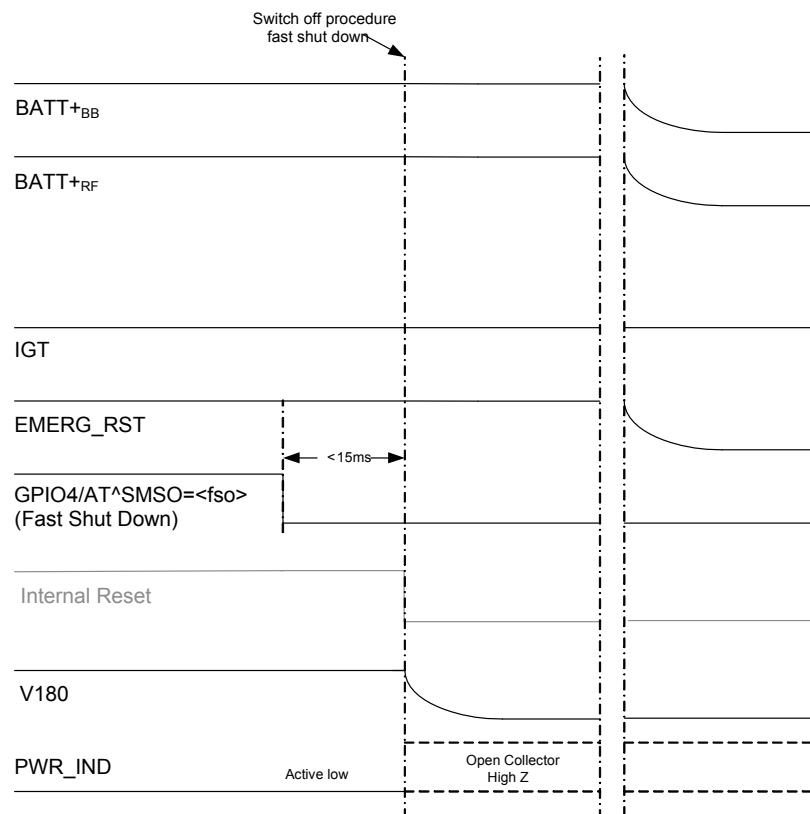 Switch off procedure
fast shut down
BATT+BB
BATT+RF
IGT
EMERG_RST
<15ms
GPIO4/AT^SMSO=<fso>
(Fast Shut Down)
Internal Reset
V180
PWR_IND
Active low
Open Collector
High Z